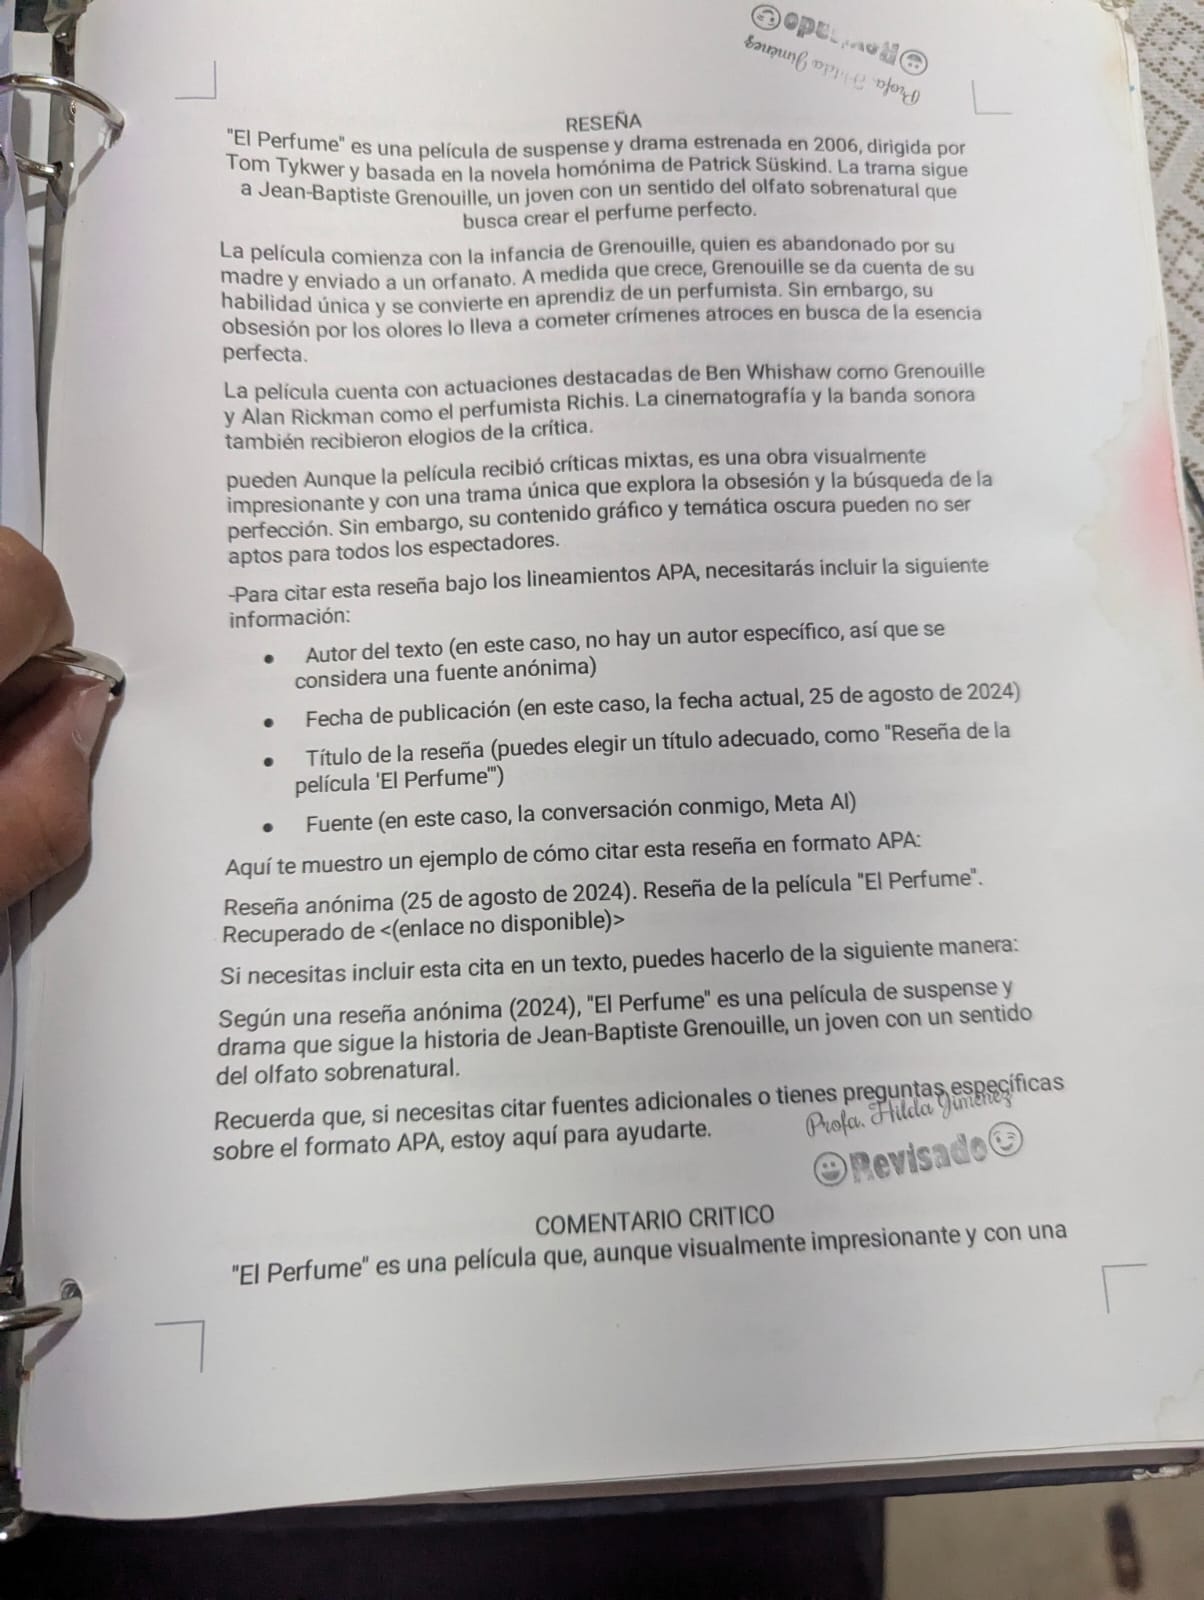 Revisado
Profa. Hilda Jiménez
RESEÑA
"El Perfume" es una película de suspense y drama estrenada en 2006, dirigida por
Tom Tykwer y basada en la novela homónima de Patrick Süskind. La trama sigue
a Jean-Baptiste Grenouille, un joven con un sentido del olfato sobrenatural que
busca crear el perfume perfecto.
La película comienza con la infancia de Grenouille, quien es abandonado por su
madre y enviado a un orfanato. A medida que crece, Grenouille se da cuenta de su
habilidad única y se convierte en aprendiz de un perfumista. Sin embargo, su
obsesión por los olores lo lleva a cometer crímenes atroces en busca de la esencia
perfecta.
La película cuenta con actuaciones destacadas de Ben Whishaw como Grenouille
y Alan Rickman como el perfumista Richis. La cinematografía y la banda sonora
también recibieron elogios de la crítica.
pueden Aunque la película recibió críticas mixtas, es una obra visualmente
impresionante y con una trama única que explora la obsesión y la búsqueda de la
perfección. Sin embargo, su contenido gráfico y temática oscura pueden no ser
aptos para todos los espectadores.
-Para citar esta reseña bajo los lineamientos APA, necesitarás incluir la siguiente
información:
• Autor del texto (en este caso, no hay un autor específico, así que se
considera una fuente anónima)
• Fecha de publicación (en este caso, la fecha actual, 25 de agosto de 2024)
• Título de la reseña (puedes elegir un título adecuado, como "Reseña de la
película 'El Perfume'")
• Fuente (en este caso, la conversación conmigo, Meta AI)
Aquí te muestro un ejemplo de cómo citar esta reseña en formato APA:
Reseña anónima (25 de agosto de 2024). Reseña de la película "El Perfume".
Recuperado de <(enlace no disponible)>
Si necesitas incluir esta cita en un texto, puedes hacerlo de la siguiente manera:
Según una reseña anónima (2024), "El Perfume" es una película de suspense y
drama que sigue la historia de Jean-Baptiste Grenouille, un joven con un sentido
del olfato sobrenatural.
Recuerda que, si necesitas citar fuentes adicionales o tienes preguntas específicas
sobre el formato APA, estoy aquí para ayudarte.
Profa. Hilda Jiménez
Revisado
COMENTARIO CRITICO
"El Perfume" es una película que, aunque visualmente impresionante y con una